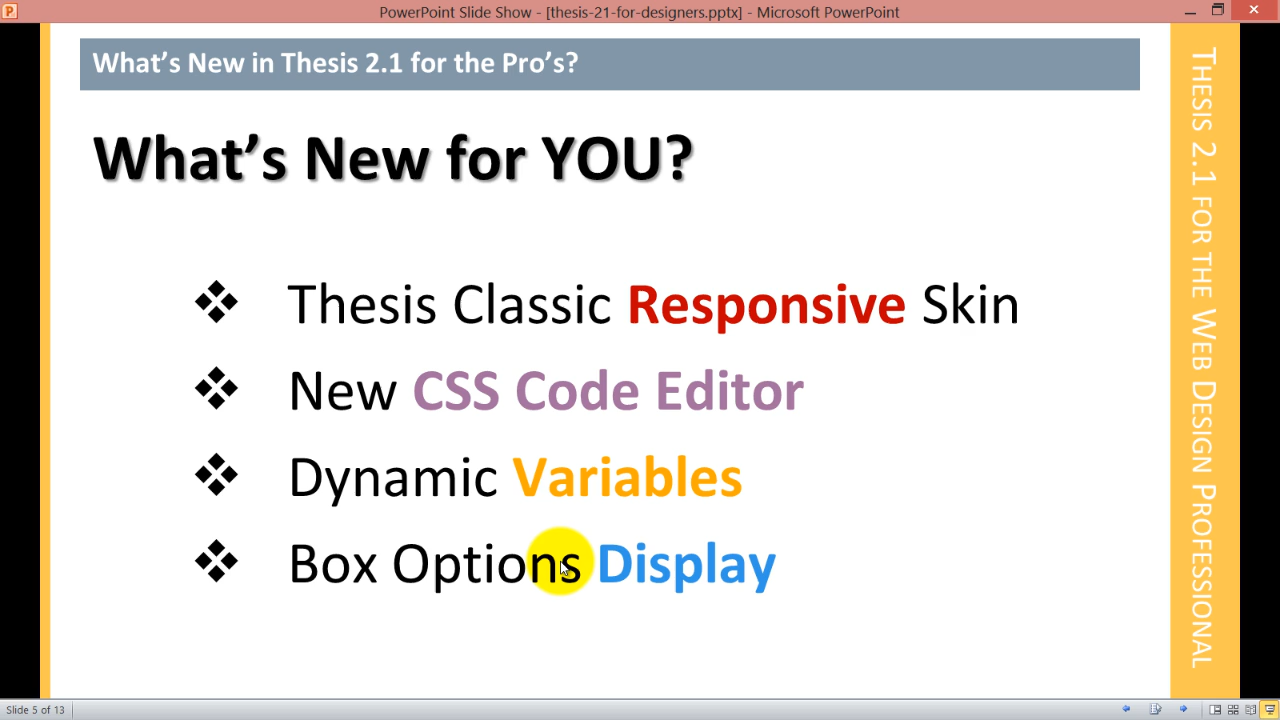 PowerPoint Slide Show - [thesis-21-for-designers.pptx] - Microsoft PowerPoint
What's New in Thesis 2.1 for the Pro's?
What's New for YOU?
❖ Thesis Classic Responsive Skin
❖ New CSS Code Editor
❖ Dynamic Variables
❖ Box Options Display
THESIS 2.1 FOR THE WEB DESIGN PROFESSIONAL
Slide 5 of 13